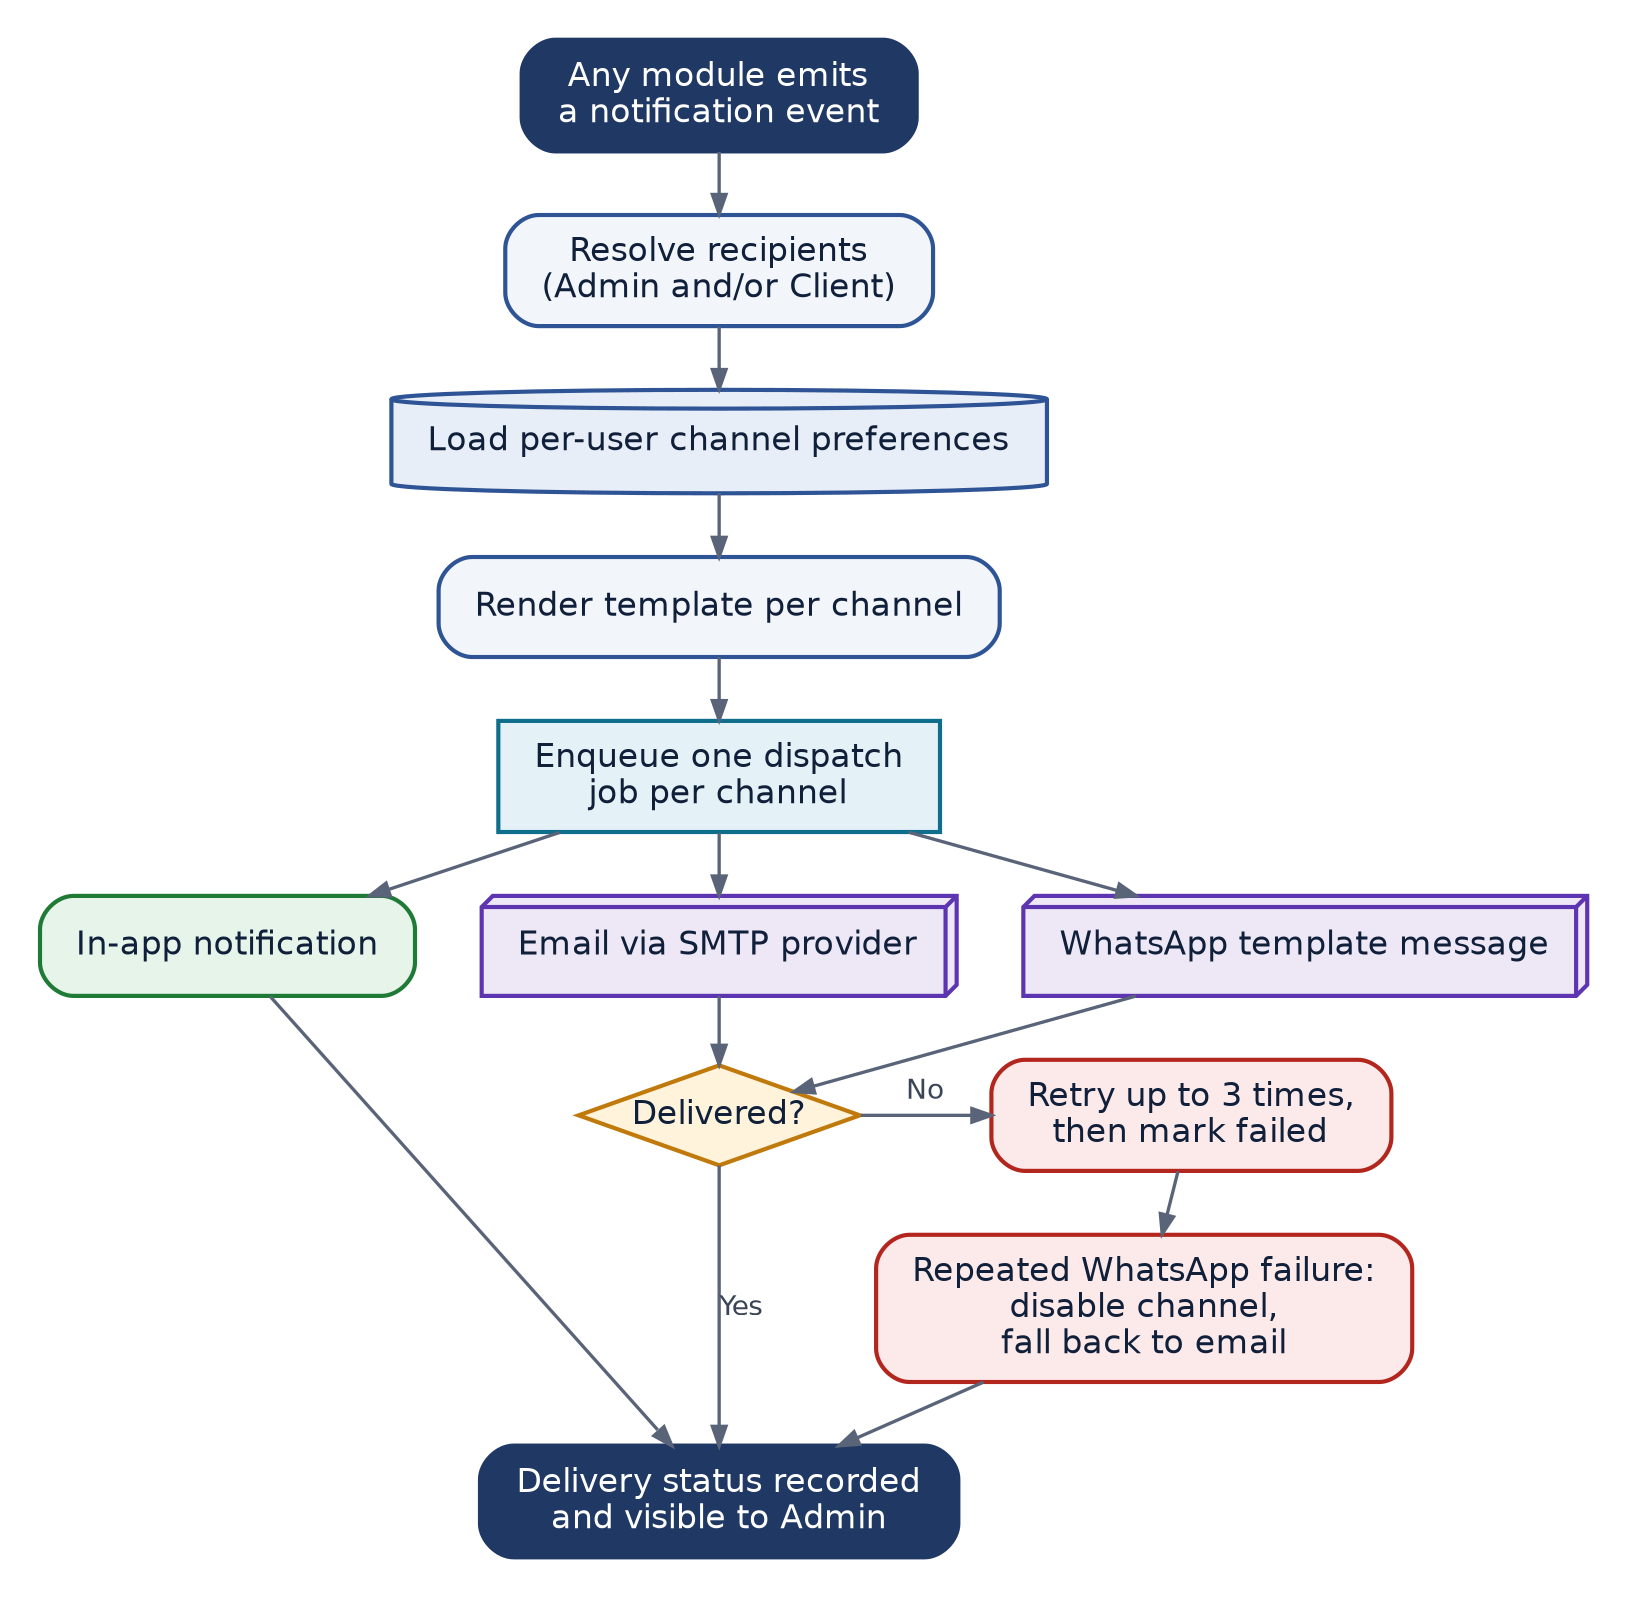 Any module emits
a notification event
Resolve recipients
(Admin and/or Client)
Load per-user channel preferences
Render template per channel
Enqueue one dispatch
job per channel
In-app notification
Email via SMTP provider
WhatsApp template message
Delivered?
No
Retry up to 3 times,
then mark failed
Repeated WhatsApp failure:
disable channel,
fall back to email
Yes
Delivery status recorded
and visible to Admin